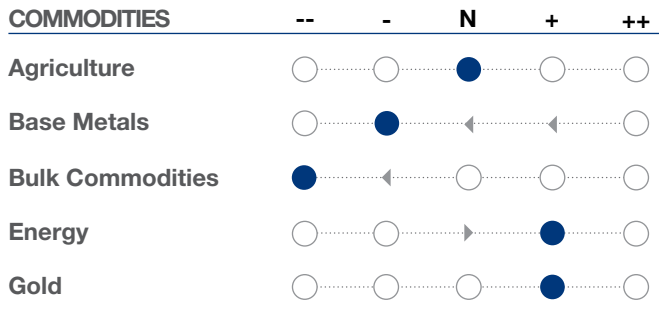 COMMODITIES -- - N + ++
Agriculture
Base Metals
Bulk Commodities
Energy
Gold